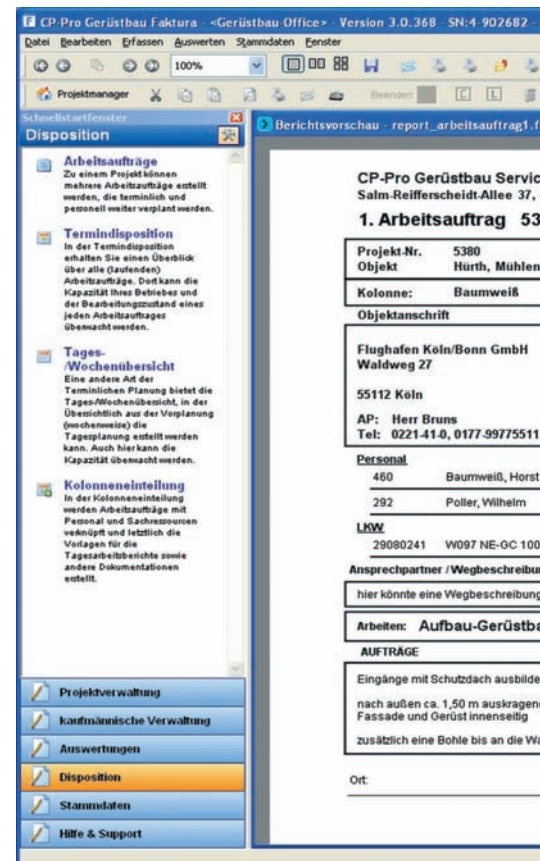 CP-Pro Gerüstbau Faktura - <Gerüstbau-Office> - Version 3.0.368 - SN:4-902682 -
Datei Bearbeiten Erfassen Auswerten Stammdaten Fenster
100%
Projektmanager
Beenden
C L
Schnellstartfenster
Disposition
Arbeitsaufträge
Zu einem Projekt können
mehrere Arbeitsaufträge erstellt
werden, die terminlich und
personell weiter verplant werden.
Termindisposition
In der Termindisposition
erhalten Sie einen Überblick
über alle (laufenden)
Arbeitsaufträge. Dort kann die
Kapazität Ihres Betriebes und
der Bearbeitungszustand eines
jeden Arbeitsauftrages
überwacht werden.
Tages-
/Wochenübersicht
Eine andere Art der
Terminlichen Planung bietet die
Tages-/Wochenübersicht, in der
Übersichtlich aus der Vorplanung
(wochenweise) die
Tagesplanung erstellt werden
kann. Auch hier kann die
Kapazität überwacht werden.
Kolonneneinteilung
In der Kolonneneinteilung
werden Arbeitsaufträge mit
Personal und Sachressourcen
verknüpft und letztlich die
Vorlagen für die
Tagesarbeitsberichte sowie
andere Dokumentationen
erstellt.
Projektverwaltung
kaufmännische Verwaltung
Auswertungen
Disposition
Stammdaten
Hilfe & Support
Berichtsvorschau - report_arbeitsauftrag1.f
CP-Pro Gerüstbau Servic
Salm-Reifferscheidt-Allee 37,
1. Arbeitsauftrag 53
Projekt-Nr. 5380
Objekt Hürth, Mühlen
Kolonne: Baumweiß
Objektanschrift
Flughafen Köln/Bonn GmbH
Waldweg 27
55112 Köln
AP: Herr Bruns
Tel: 0221-41-0, 0177-99775511
Personal
460 Baumweiß, Horst
292 Poller, Wilhelm
LKW
29080241 W097 NE-GC 100
Ansprechpartner / Wegbeschreibun
hier könnte eine Wegbeschreibung
Arbeiten: Aufbau-Gerüstba
AUFTRÄGE
Eingänge mit Schutzdach ausbilde
nach außen ca. 1,50 m auskragend
Fassade und Gerüst innenseitig
zusätzlich eine Bohle bis an die Wa
Ort: